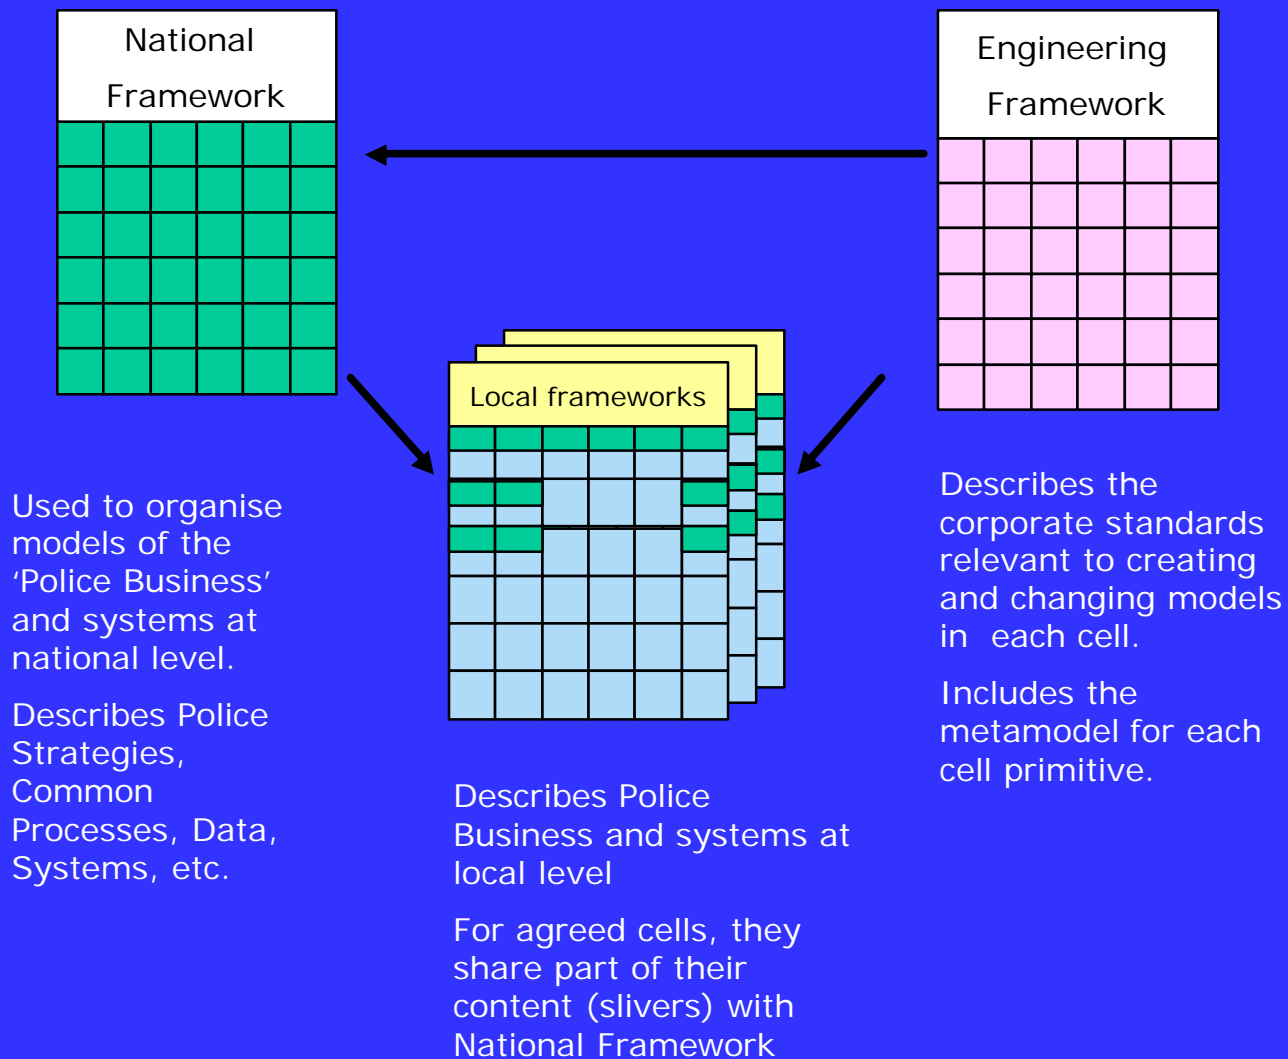 National
Framework
Engineering
Framework
Local frameworks
Used to organise
models of the
‘Police Business’
and systems at
national level.
Describes Police
Strategies,
Common
Processes, Data,
Systems, etc.
Describes Police
Business and systems at
local level
For agreed cells, they
share part of their
content (slivers) with
National Framework
Describes the
corporate standards
relevant to creating
and changing models
in each cell.
Includes the
metamodel for each
cell primitive.